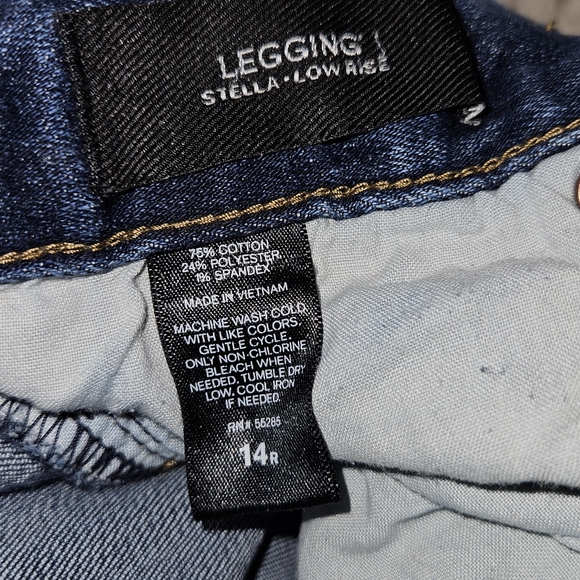 LEGGING
STELLA • LOW RISE
75% COTTON
24% POLYESTER
1% SPANDEX
MADE IN VIETNAM
MACHINE WASH COLD
WITH LIKE COLORS.
GENTLE CYCLE.
ONLY NON-CHLORINE
BLEACH WHEN
NEEDED. TUMBLE DRY
LOW. COOL IRON
IF NEEDED.
RN# 55285
14R